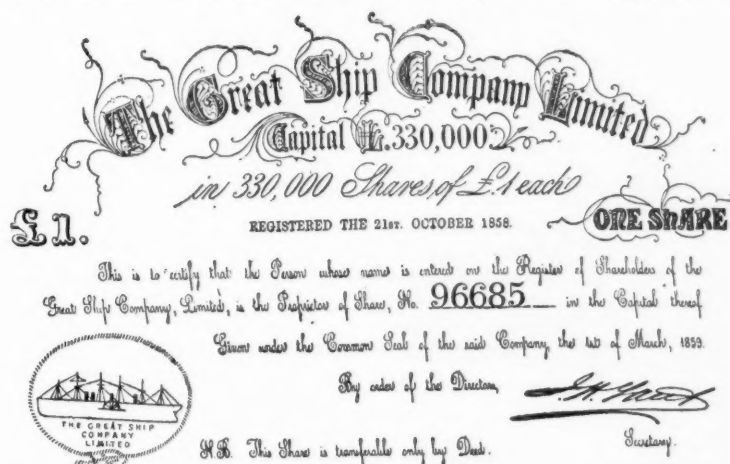 The Great Ship Company Limited
Capital £.330,000.
in 330,000 Shares, of £.1 each
REGISTERED THE 21ST. OCTOBER 1858.
£1.
ONE SHARE
This is to certify that the Person whose name is entered on the Register of Shareholders of the
Great Ship Company, Limited, is the Proprietor of Share, No. 96685 in the Capital thereof
Given under the Common Seal of the said Company, the 1st of March, 1859.
By order of the Directors,
THE GREAT SHIP
COMPANY
LIMITED
N.B. This Share is transferable only by Deed.
Secretary.